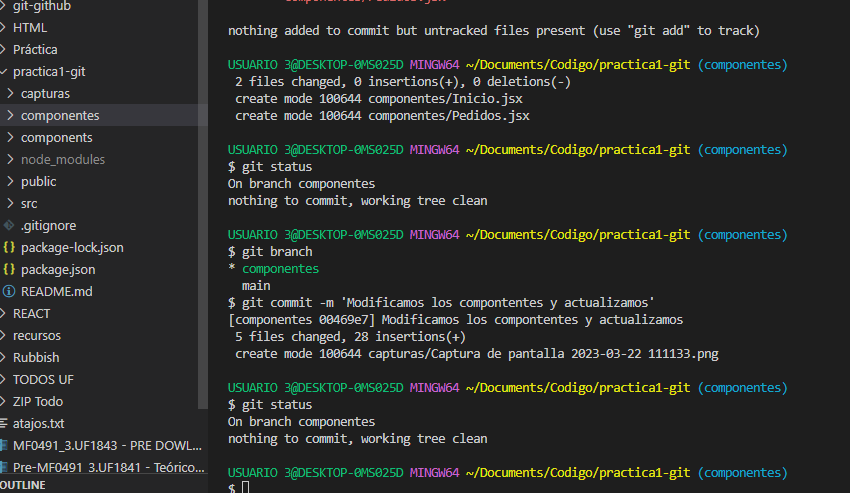 git-github
HTML
Práctica
practica1-git
capturas
componentes
components
node_modules
public
src
.gitignore
package-lock.json
package.json
README.md
REACT
recursos
Rubbish
TODOS UF
ZIP Todo
atajos.txt
MF0491_3.UF1843 - PRE DOWL...
Pre-MF0491_3.UF1841 - Teórico...
OUTLINE
nothing added to commit but untracked files present (use "git add" to track)
USUARIO 3@DESKTOP-0MS025D MINGW64 ~/Documents/Codigo/practica1-git (componentes)
2 files changed, 0 insertions(+), 0 deletions(-)
create mode 100644 componentes/Inicio.jsx
create mode 100644 componentes/Pedidos.jsx
USUARIO 3@DESKTOP-0MS025D MINGW64 ~/Documents/Codigo/practica1-git (componentes)
$ git status
On branch componentes
nothing to commit, working tree clean
USUARIO 3@DESKTOP-0MS025D MINGW64 ~/Documents/Codigo/practica1-git (componentes)
$ git branch
* componentes
main
$ git commit -m 'Modificamos los compontentes y actualizamos'
[componentes 00469e7] Modificamos los compontentes y actualizamos
5 files changed, 28 insertions(+)
create mode 100644 capturas/Captura de pantalla 2023-03-22 111133.png
USUARIO 3@DESKTOP-0MS025D MINGW64 ~/Documents/Codigo/practica1-git (componentes)
$ git status
On branch componentes
nothing to commit, working tree clean
USUARIO 3@DESKTOP-0MS025D MINGW64 ~/Documents/Codigo/practica1-git (componentes)
$